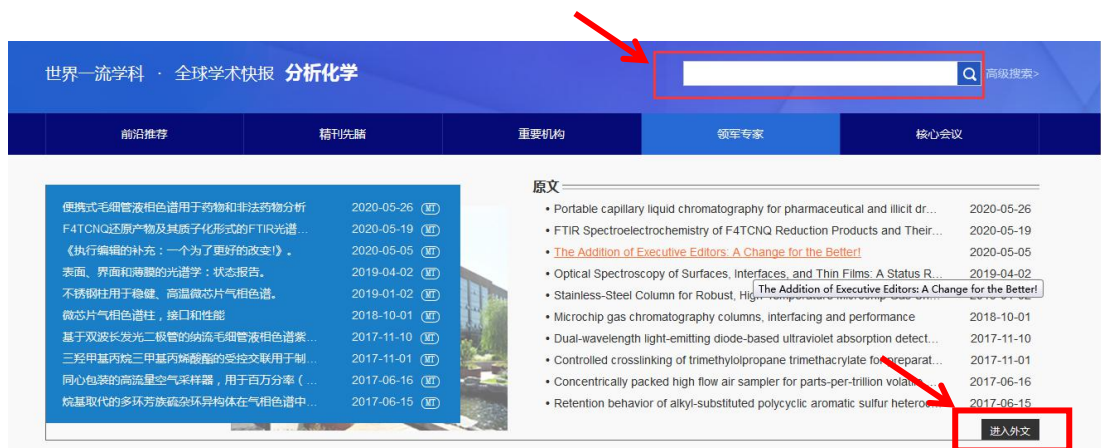 世界一流学科 · 全球学术快报 分析化学
高级搜索>
前沿推荐 精刊先睹 重要机构 领军专家 核心会议
便携式毛细管液相色谱用于药物和非法药物分析 2020-05-26 MT
F4TCNQ还原产物及其质子化形式的FTIR光谱... 2020-05-19 MT
《执行编辑的补充：一个为了更好的改变!》。 2020-05-05 MT
表面、界面和薄膜的光谱学：状态报告。 2019-04-02 MT
不锈钢柱用于稳健、高温微芯片气相色谱。 2019-01-02 MT
微芯片气相色谱柱，接口和性能 2018-10-01 MT
基于双波长发光二极管的纳流毛细管液相色谱紫... 2017-11-10 MT
三羟甲基丙烷三甲基丙烯酸酯的受控交联用于制... 2017-11-01 MT
同心包装的高流量空气采样器，用于百万分率（... 2017-06-16 MT
烷基取代的多环芳族硫杂环异构体在气相色谱中... 2017-06-15 MT
原文
• Portable capillary liquid chromatography for pharmaceutical and illicit dr... 2020-05-26
• FTIR Spectroelectrochemistry of F4TCNQ Reduction Products and Their... 2020-05-19
• The Addition of Executive Editors: A Change for the Better! 2020-05-05
• Optical Spectroscopy of Surfaces, Interfaces, and Thin Films: A Status R... 2019-04-02
The Addition of Executive Editors: A Change for the Better!
• Stainless-Steel Column for Robust,
• Microchip gas chromatography columns, interfacing and performance 2018-10-01
• Dual-wavelength light-emitting diode-based ultraviolet absorption detect... 2017-11-10
• Controlled crosslinking of trimethylolpropane trimethacrylate for preparat... 2017-11-01
• Concentrically packed high flow air sampler for parts-per-trillion 2017-06-16
• Retention behavior of alkyl-substituted polycyclic aromatic sulfur 2017-06-15
进入外文